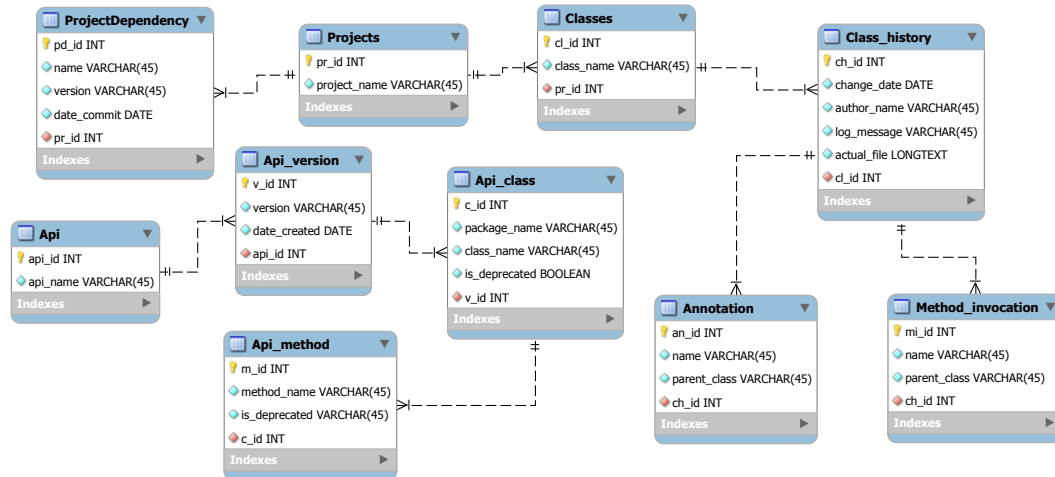 ProjectDependency
pd_id INT
name VARCHAR(45)
version VARCHAR(45)
date_commit DATE
pr_id INT
Indexes
Projects
pr_id INT
project_name VARCHAR(45)
Indexes
Classes
cl_id INT
class_name VARCHAR(45)
pr_id INT
Indexes
Class_history
ch_id INT
change_date DATE
author_name VARCHAR(45)
log_message VARCHAR(45)
actual_file LONGTEXT
cl_id INT
Indexes
Api
api_id INT
api_name VARCHAR(45)
Indexes
Api_version
v_id INT
version VARCHAR(45)
date_created DATE
api_id INT
Indexes
Api_class
c_id INT
package_name VARCHAR(45)
class_name VARCHAR(45)
is_deprecated BOOLEAN
v_id INT
Indexes
Api_method
m_id INT
method_name VARCHAR(45)
is_deprecated VARCHAR(45)
c_id INT
Indexes
Annotation
an_id INT
name VARCHAR(45)
parent_class VARCHAR(45)
ch_id INT
Indexes
Method_invocation
mi_id INT
name VARCHAR(45)
parent_class VARCHAR(45)
ch_id INT
Indexes